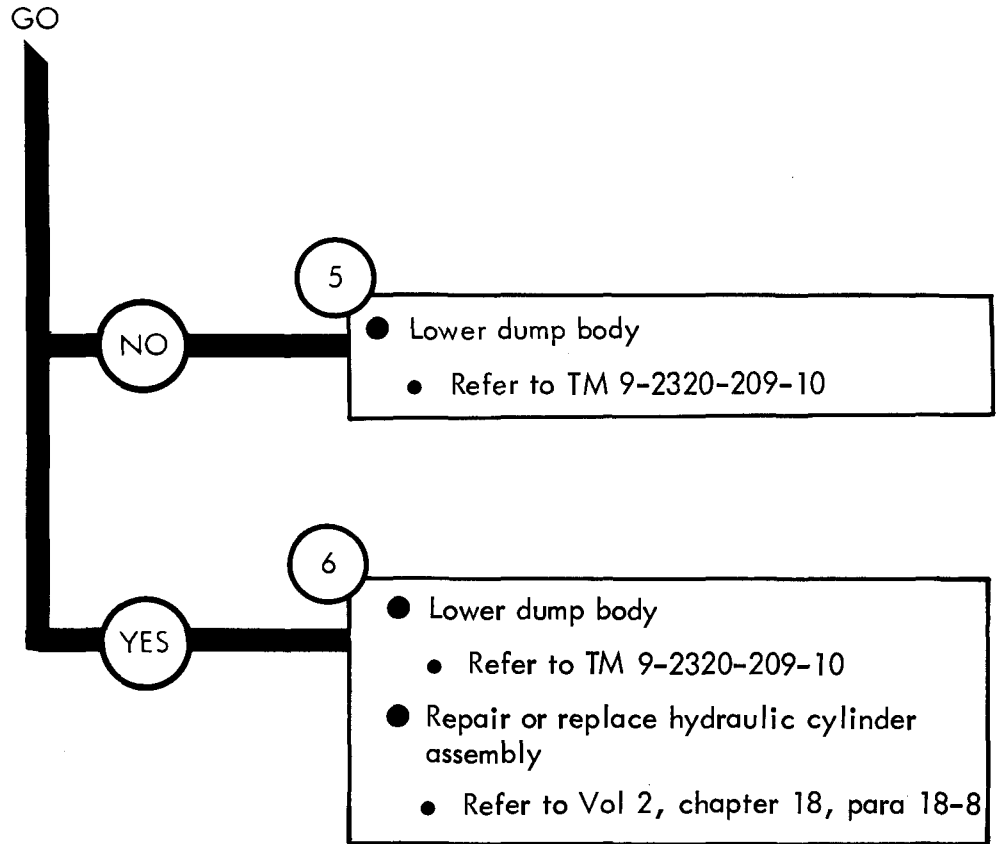 GO
5
NO
● Lower dump body
● Refer to TM 9-2320-209-10
6
YES
● Lower dump body
● Refer to TM 9-2320-209-10
● Repair or replace hydraulic cylinder
assembly
● Refer to Vol 2, chapter 18, para 18-8